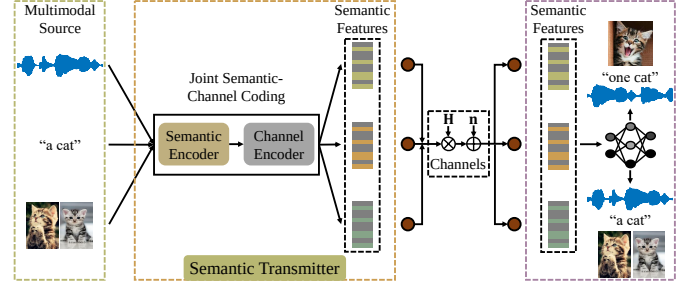 Multimodal
Source
“a cat”
Joint Semantic-
Channel Coding
Semantic
Encoder
Channel
Encoder
Semantic Transmitter
Semantic
Features
H
n
Channels
Semantic
Features
“one cat”
“a cat”